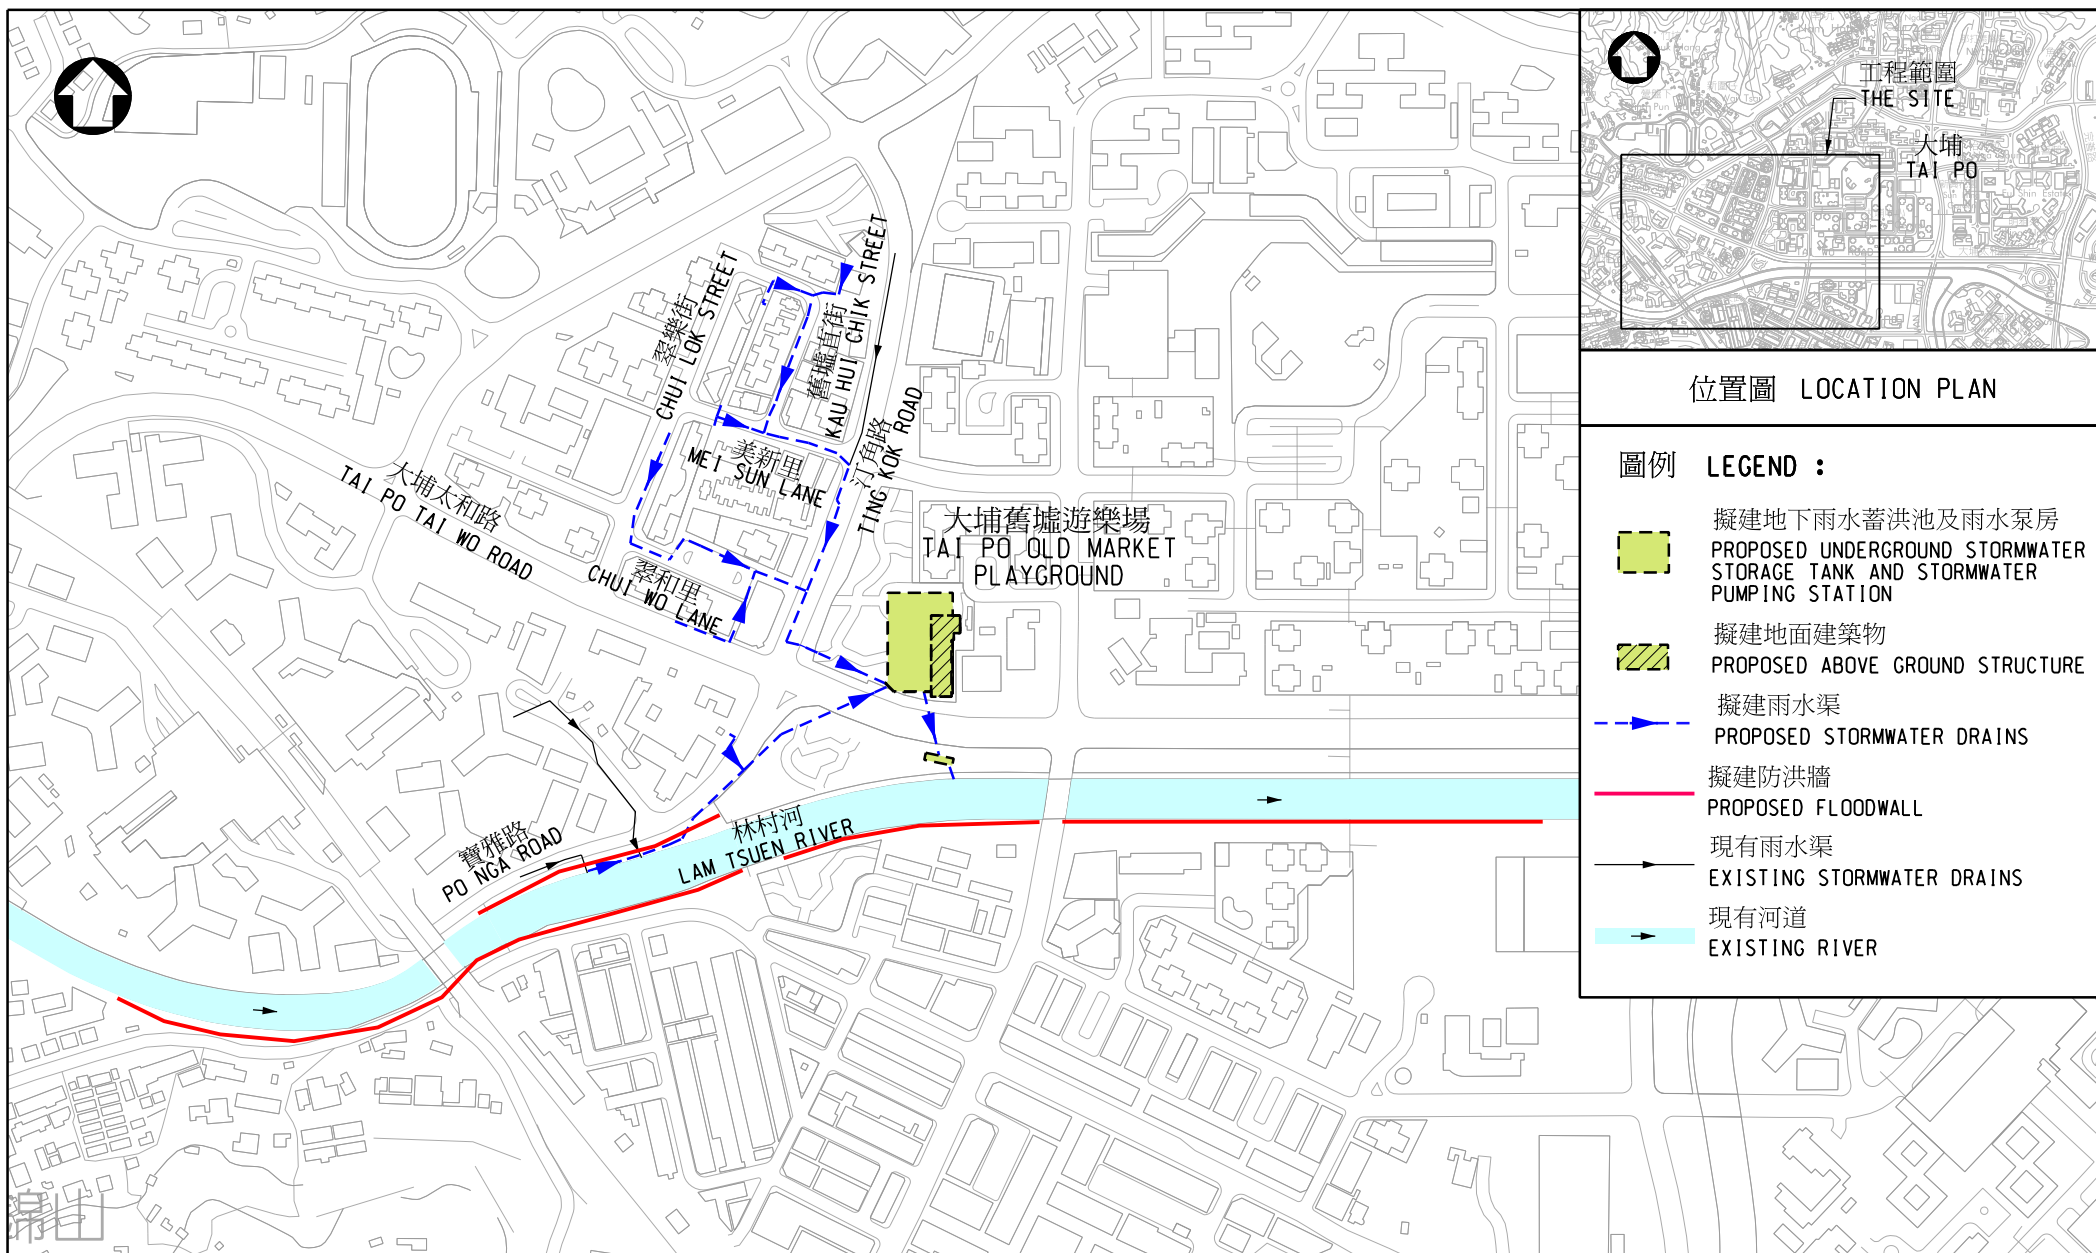 工程範圍
THE SITE
大埔
TAI PO
位置圖 LOCATION PLAN
圖例 LEGEND :
擬建地下雨水蓄洪池及雨水泵房
PROPOSED UNDERGROUND STORMWATER
STORAGE TANK AND STORMWATER
PUMPING STATION
擬建地面建築物
PROPOSED ABOVE GROUND STRUCTURE
擬建雨水渠
PROPOSED STORMWATER DRAINS
擬建防洪牆
PROPOSED FLOODWALL
現有雨水渠
EXISTING STORMWATER DRAINS
現有河道
EXISTING RIVER
翠樂街
CHUI LOK STREET
舊墟直街
KAU HUI CHIK STREET
汀角路
TING KOK ROAD
美新里
MEI SUN LANE
大埔太和路
TAI PO TAI WO ROAD
翠和里
CHUI WO LANE
大埔舊墟遊樂場
TAI PO OLD MARKET
PLAYGROUND
寶雅路
PO NGA ROAD
林村河
LAM TSUEN RIVER
錦山